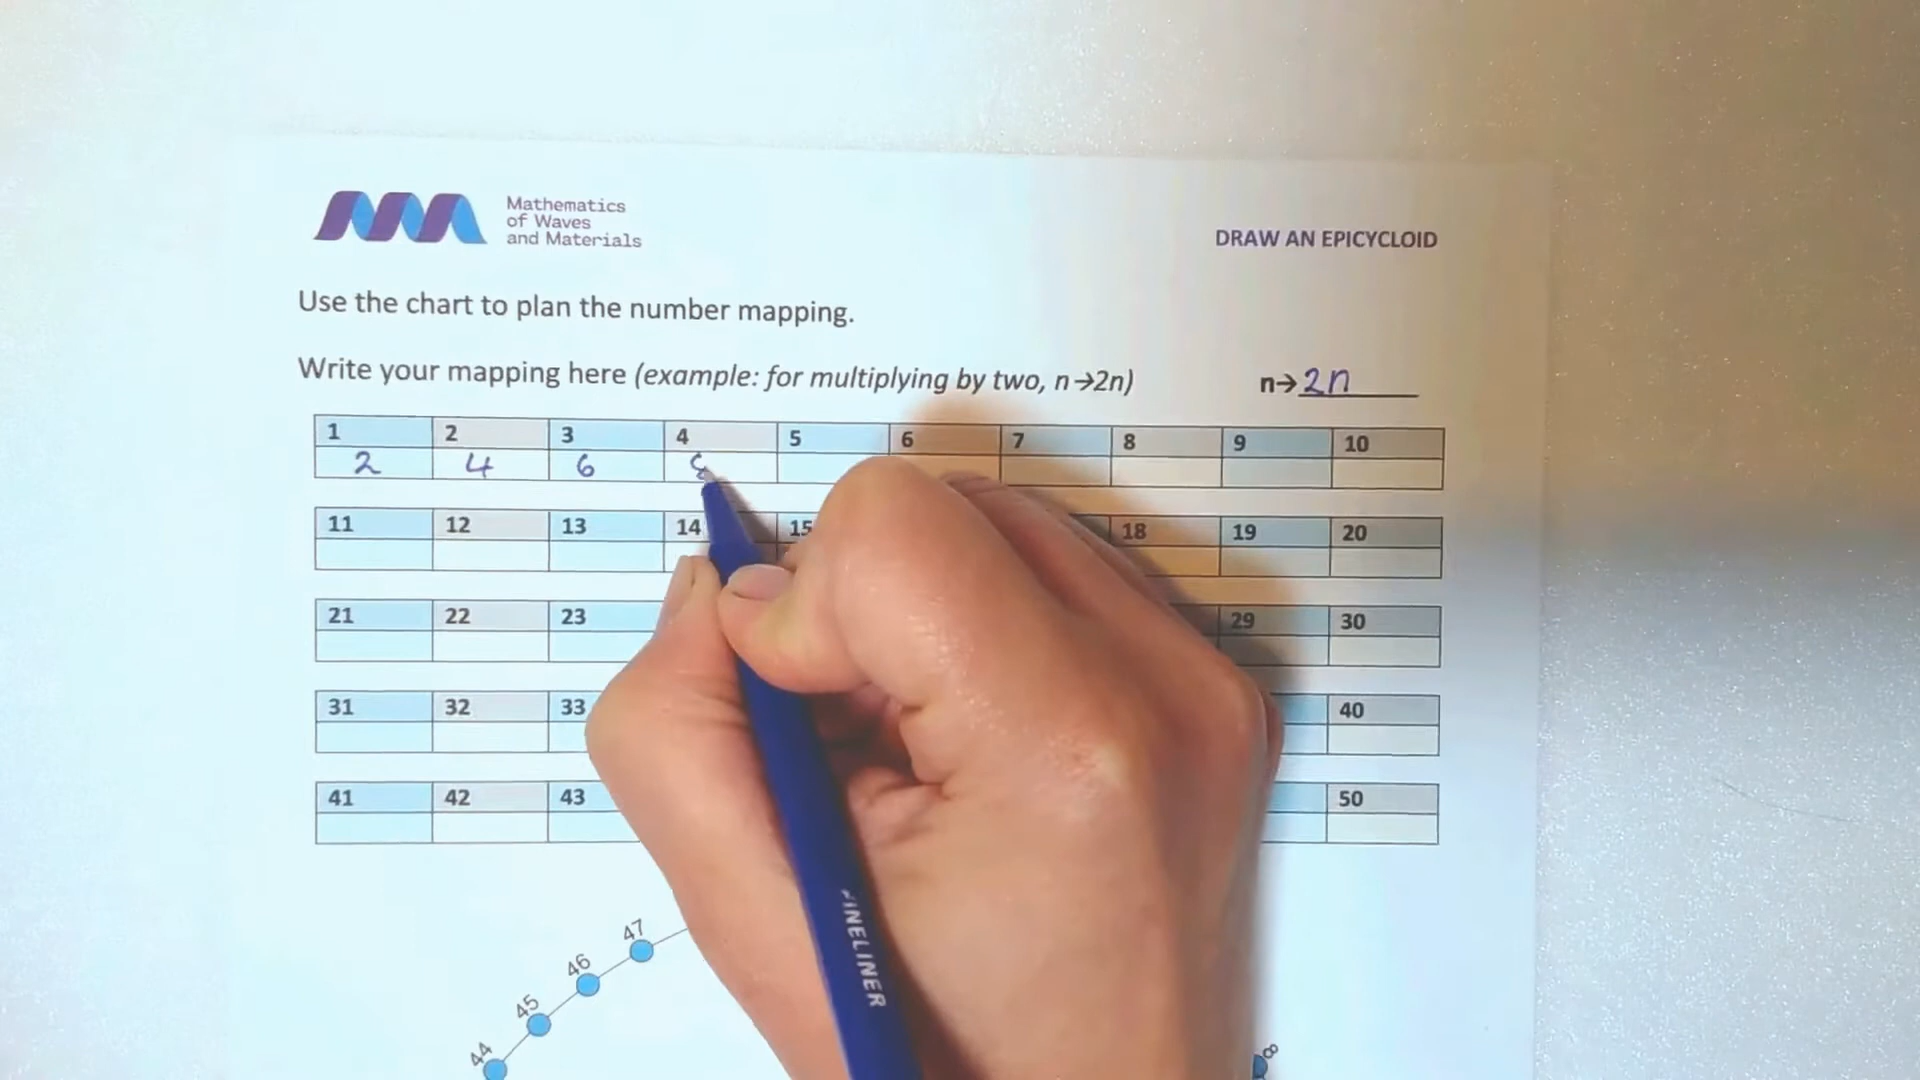 Mathematics
of Waves
and Materials
DRAW AN EPICYCLOID
Use the chart to plan the number mapping.
Write your mapping here (example: for multiplying by two, n→2n) n→2n
1 2 3 4 5 6 7 8 9 10
2 4 6
11 12 13 14 15 18 19 20
21 22 23 29 30
31 32 33 40
41 42 43 50
47
46
45
44
8
INELINER